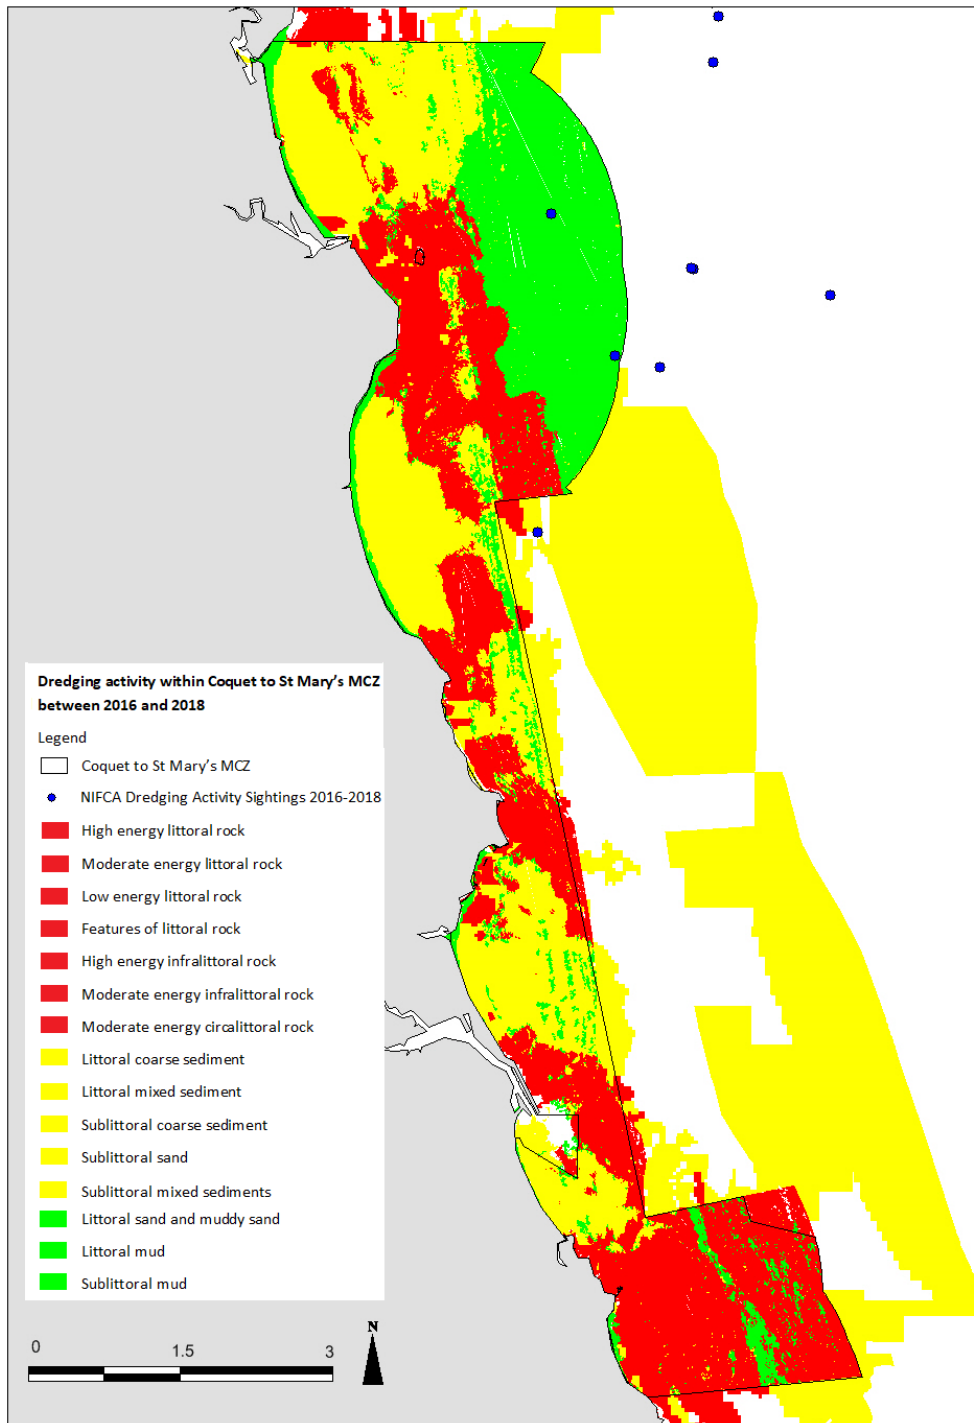 Dredging activity within Coquet to St Mary's MCZ
between 2016 and 2018
Legend
Coquet to St Mary's MCZ
NIFCA Dredging Activity Sightings 2016-2018
High energy littoral rock
Moderate energy littoral rock
Low energy littoral rock
Features of littoral rock
High energy infralittoral rock
Moderate energy infralittoral rock
Moderate energy circalittoral rock
Littoral coarse sediment
Littoral mixed sediment
Sublittoral coarse sediment
Sublittoral sand
Sublittoral mixed sediments
Littoral sand and muddy sand
Littoral mud
Sublittoral mud
0 1.5 3
N